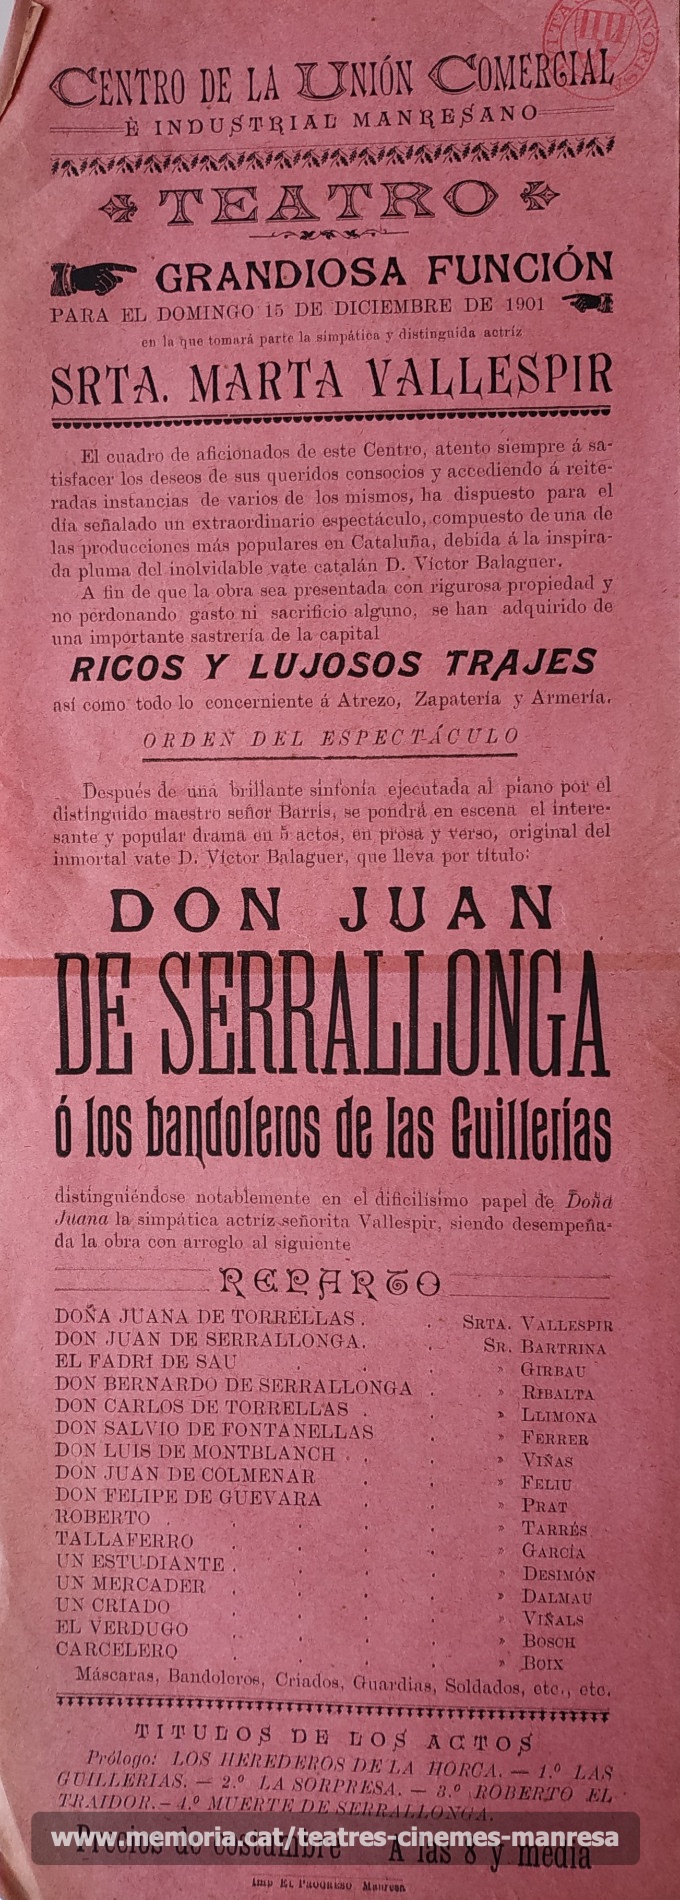 CENTRO DE LA UNIÓN COMERCIAL
È INDUSTRIAL MANRESANO
TEATRO
GRANDIOSA FUNCIÓN
PARA EL DOMINGO 15 DE DICIEMBRE DE 1901
en la que tomará parte la simpática y distinguida actríz
SRTA. MARTA VALLESPIR
El cuadro de aficionados de este Centro, atento siempre á sa-
tisfacer los deseos de sus queridos consocios y accediendo á reite-
radas instancias de varios de los mismos, ha dispuesto para el
día señalado un extraordinario espectáculo, compuesto de una de
las producciones más populares en Cataluña, debida á la inspira-
da pluma del inolvidable vate catalán D. Víctor Balaguer.
A fin de que la obra sea presentada con rigurosa propiedad y
no perdonando gasto ni sacrificio alguno, se han adquirido de
una importante sastrería de la capital
RICOS Y LUJOSOS TRAJES
así como todo lo concerniente á Atrezo, Zapatería y Armería.
ORDEN DEL ESPECTÁCULO
Después de una brillante sinfonía ejecutada al piano por el
distinguido maestro señor Barris, se pondrá en escena el intere-
sante y popular drama en 5 actos, en prosa y verso, original del
inmortal vate D. Víctor Balaguer, que lleva por título:
DON JUAN
DE SERRALLONGA
ó los bandoleros de las Guillerías
distinguiéndose notablemente en el dificilísimo papel de Doña
Juana la simpática actríz señorita Vallespir, siendo desempeña-
da la obra con arreglo al siguiente
REPARTO
DOÑA JUANA DE TORRELLAS . . SRTA. VALLESPIR
DON JUAN DE SERRALLONGA. . SR. BARTRINA
EL FADRÍ DE SAU . . . » GIRBAU
DON BERNARDO DE SERRALLONGA . » RIBALTA
DON CARLOS DE TORRELLAS . . » LLIMONA
DON SALVIO DE FONTANELLAS . » FERRER
DON LUIS DE MONTBLANCH . . . » VIÑAS
DON JUAN DE COLMENAR . . » FELIU
DON FELIPE DE GUEVARA . . » PRAT
ROBERTO . . . . » TARRÉS
TALLAFERRO . . . » GARCÍA
UN ESTUDIANTE . . . » DESIMÓN
UN MERCADER . . . » DALMAU
UN CRIADO . . . » VIÑALS
EL VERDUGO . . . » BOSCH
CARCELERO . . . » BOIX
Máscaras, Bandoleros, Criados, Guardias, Soldados, etc., etc.
TITULOS DE LOS ACTOS
Prólogo: LOS HEREDEROS DE LA HORCA. — 1.º LAS
GUILLERIAS. — 2.º LA SORPRESA. — 3.º ROBERTO EL
TRAIDOR. — 4.º MUERTE DE SERRALLONGA.
www.memoria.cat/teatres-cinemes-manresa
Precios de costumbre A las 8 y media
Imp El Progreso Manresa